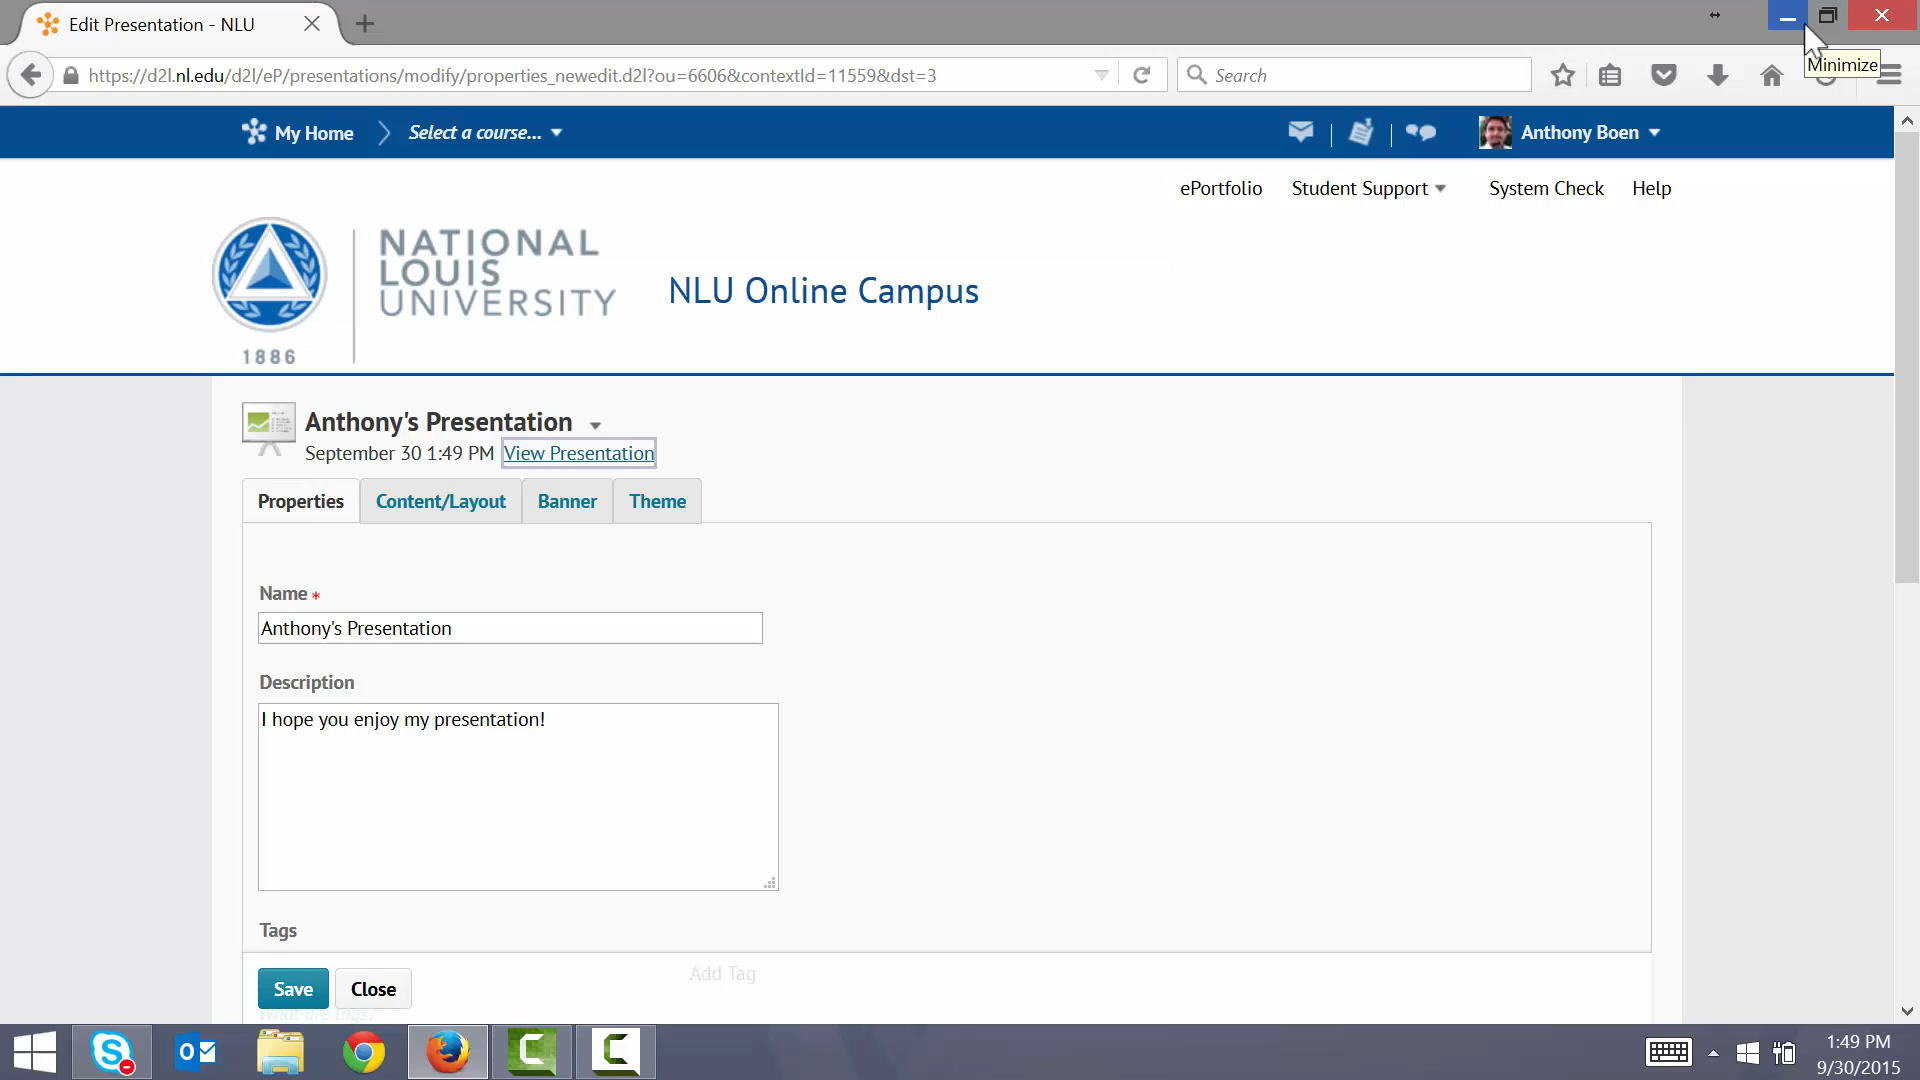 Edit Presentation - NLU
https://d2l.nl.edu/d2l/eP/presentations/modify/properties_newedit.d2l?ou=6606&contextId=11559&dst=3
Search
Minimize
My Home
Select a course...
Anthony Boen
ePortfolio Student Support System Check Help
NATIONAL
LOUIS
UNIVERSITY
1886
NLU Online Campus
Anthony's Presentation
September 30 1:49 PM View Presentation
Properties Content/Layout Banner Theme
Name *
Anthony's Presentation
Description
I hope you enjoy my presentation!
Tags
Add Tag
Save Close
What are tags?
1:49 PM
9/30/2015